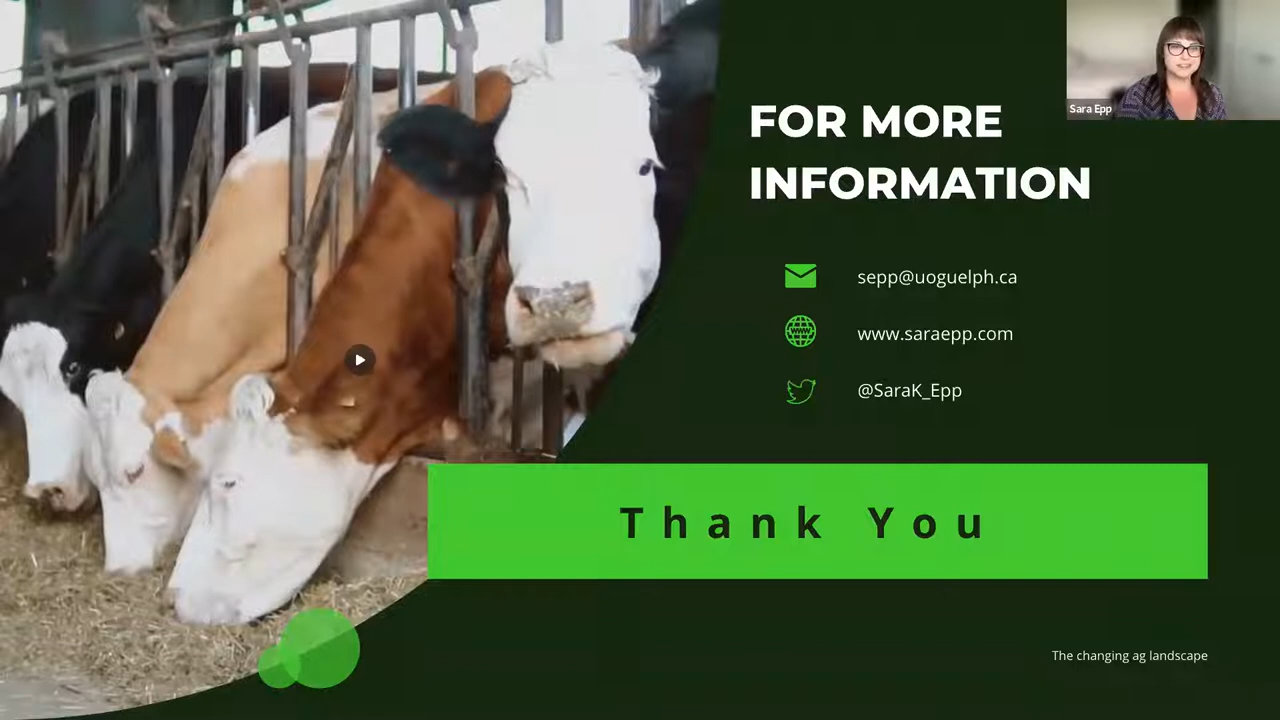 Sara Epp
FOR MORE
INFORMATION
sepp@uoguelph.ca
www.saraepp.com
@SaraK_Epp
Thank You
The changing ag landscape